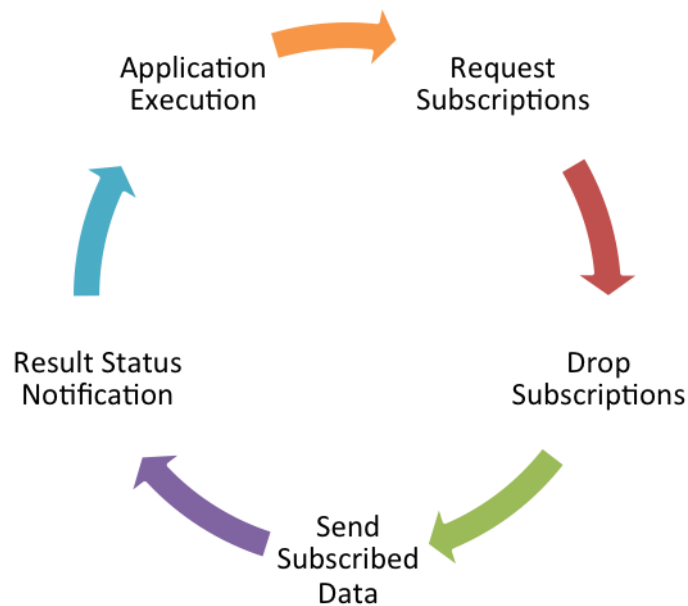 Application
Execution
Request
Subscriptions
Drop
Subscriptions
Send
Subscribed
Data
Result Status
Notification